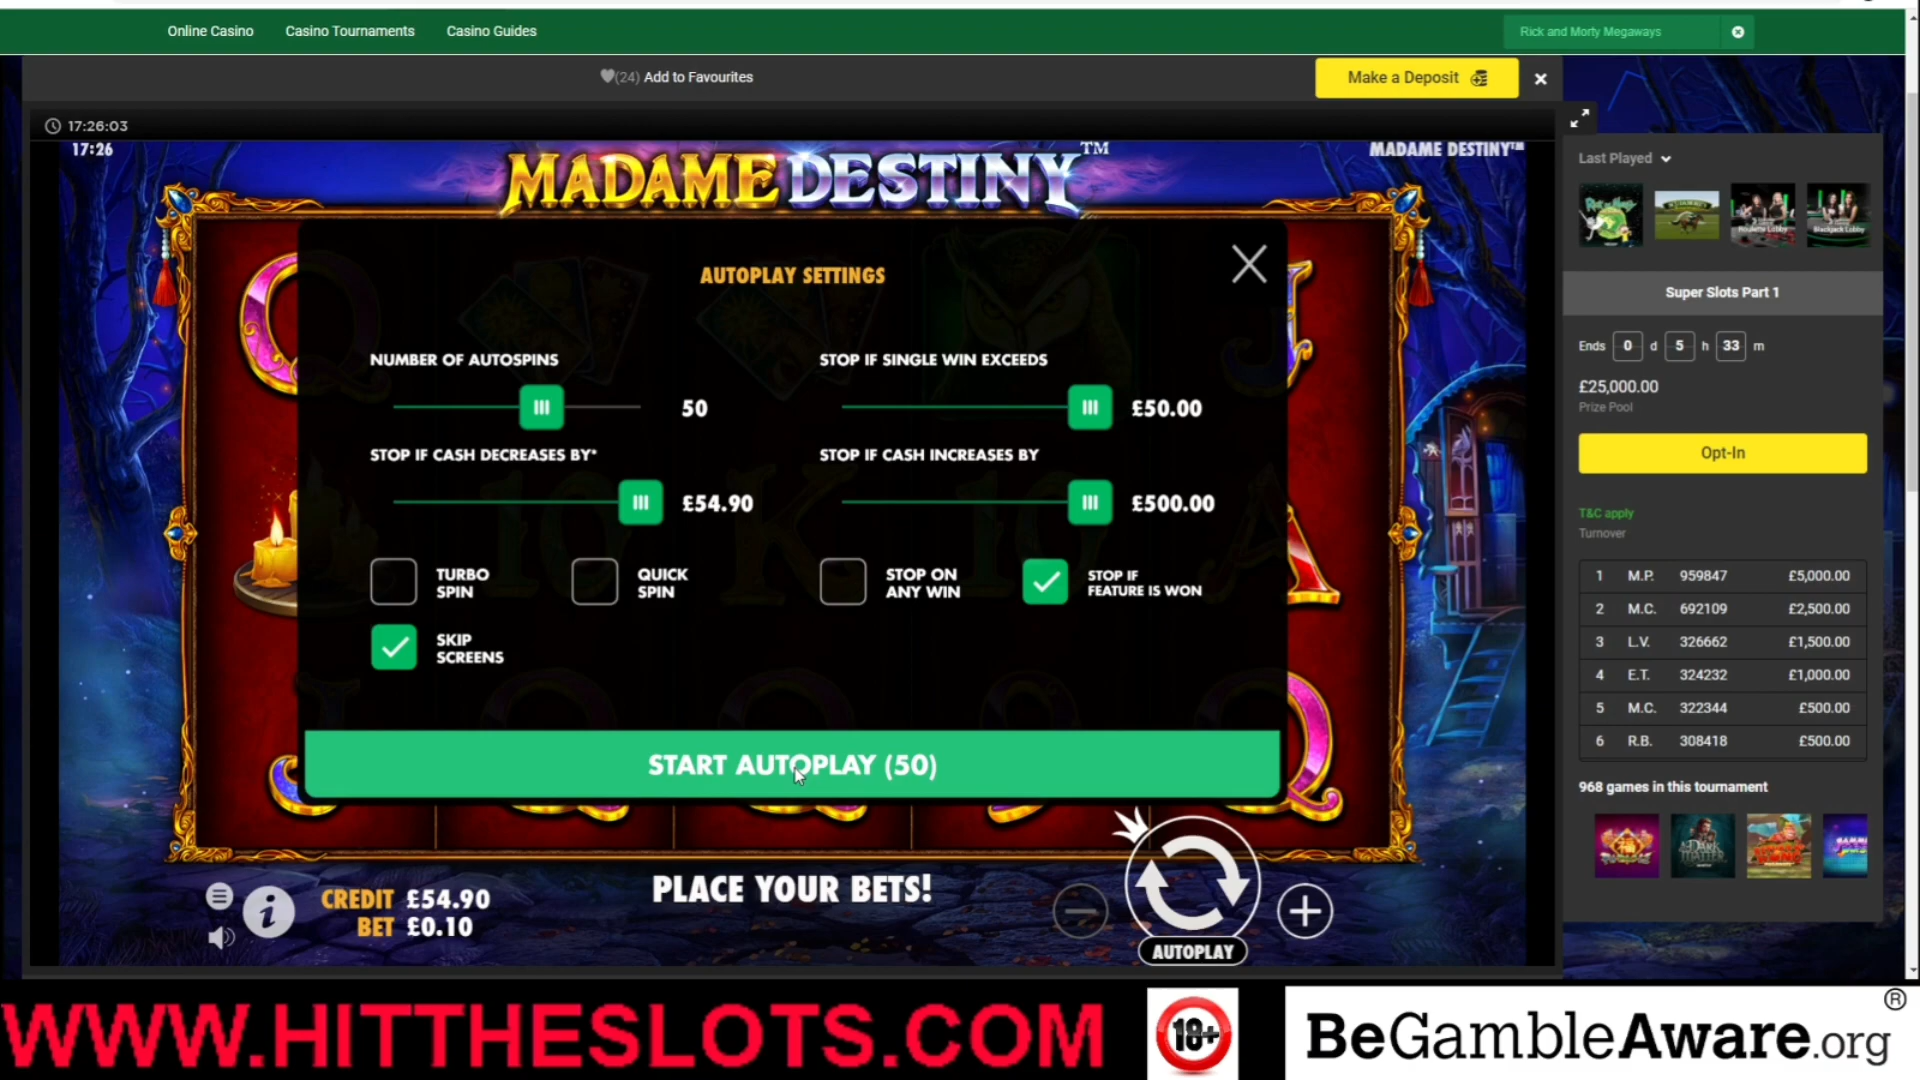 Online Casino
Casino Tournaments
Casino Guides
Rick and Morty Megaways
(24) Add to Favourites
Make a Deposit
17:26:03
17:26
MADAME DESTINY™
MADAME DESTINY™
Last Played
Roulette Lobby
Blackjack Lobby
Super Slots Part 1
Ends 0 d 5 h 33 m
£25,000.00
Prize Pool
Opt-In
T&C apply
Turnover
1 M.P. 959847 £5,000.00
2 M.C. 692109 £2,500.00
3 L.V. 326662 £1,500.00
4 E.T. 324232 £1,000.00
5 M.C. 322344 £500.00
6 R.B. 308418 £500.00
968 games in this tournament
DARK MATTER
AUTOPLAY SETTINGS
NUMBER OF AUTOSPINS
50
STOP IF SINGLE WIN EXCEEDS
£50.00
STOP IF CASH DECREASES BY*
£54.90
STOP IF CASH INCREASES BY
£500.00
TURBO
SPIN
QUICK
SPIN
STOP ON
ANY WIN
STOP IF
FEATURE IS WON
SKIP
SCREENS
START AUTOPLAY (50)
CREDIT £54.90
BET £0.10
PLACE YOUR BETS!
AUTOPLAY
WWW.HITTHESLOTS.COM
18+
BeGambleAware.org®